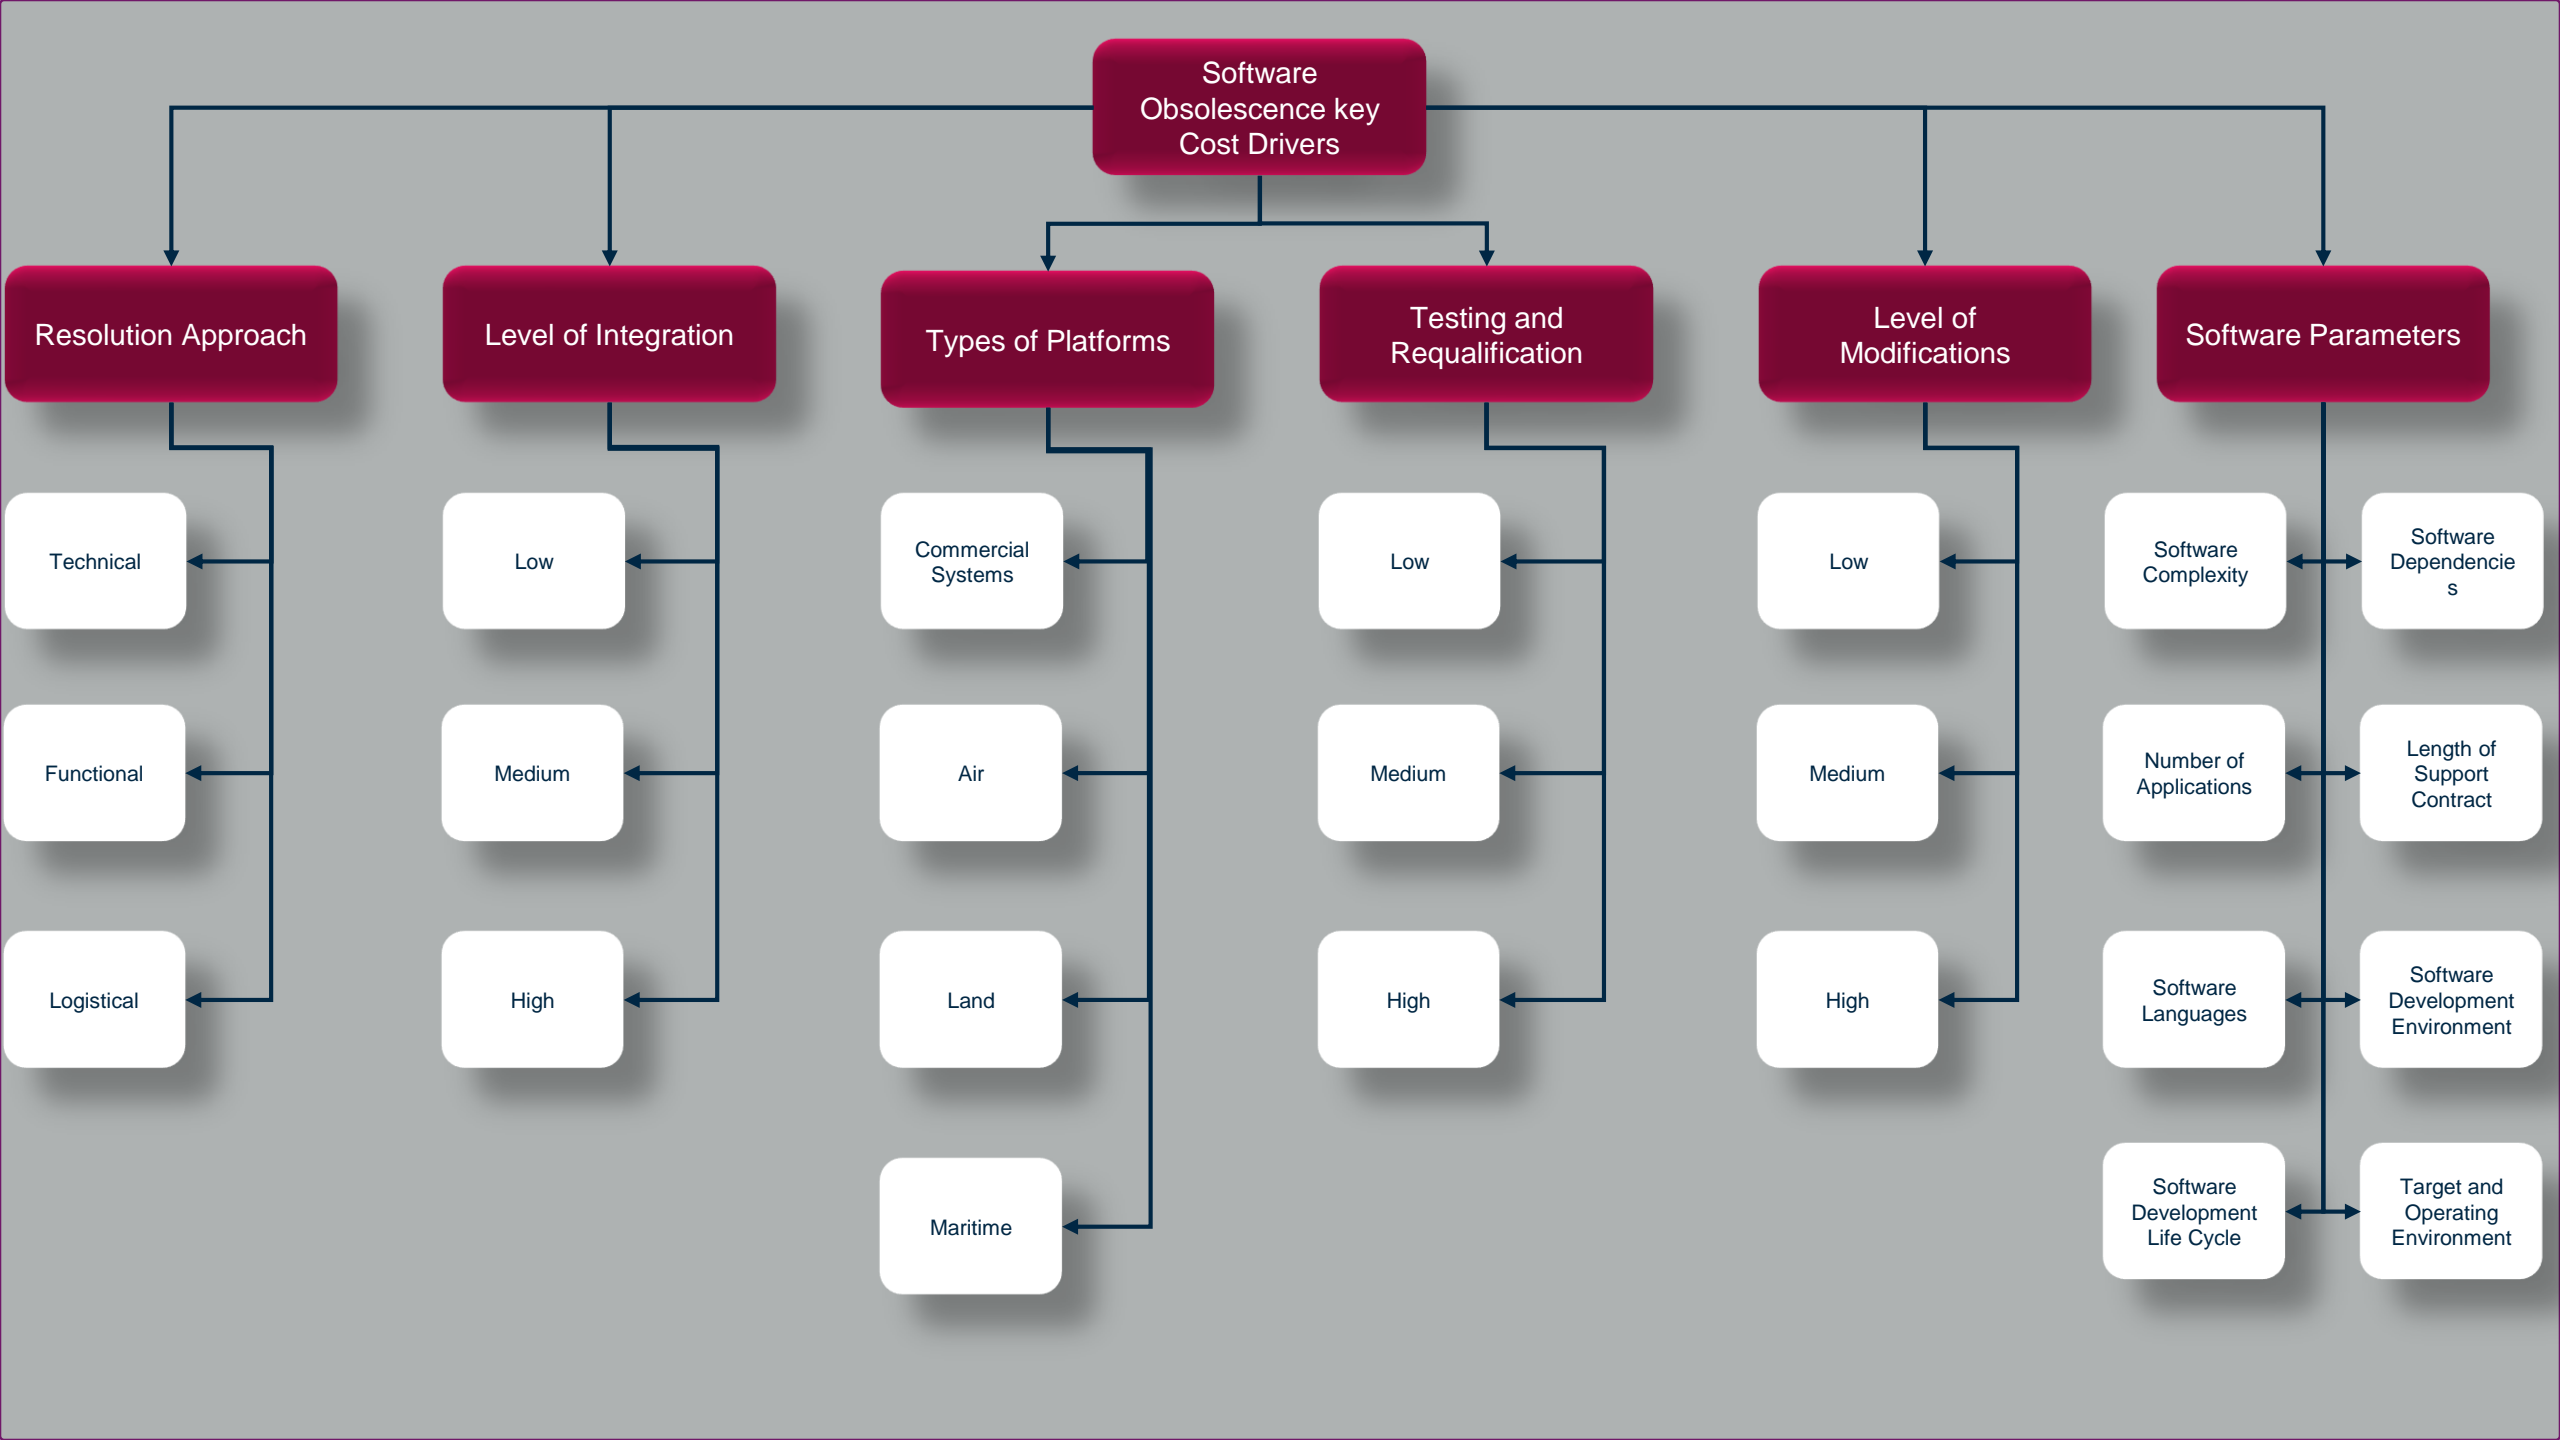 Software
Obsolescence key
Cost Drivers
Resolution Approach
Level of Integration
Types of Platforms
Testing and
Requalification
Level of
Modifications
Software Parameters
Technical
Functional
Logistical
Low
Medium
High
Commercial
Systems
Air
Land
Maritime
Low
Medium
High
Low
Medium
High
Software
Complexity
Software
Dependencie
s
Number of
Applications
Length of
Support
Contract
Software
Languages
Software
Development
Environment
Software
Development
Life Cycle
Target and
Operating
Environment